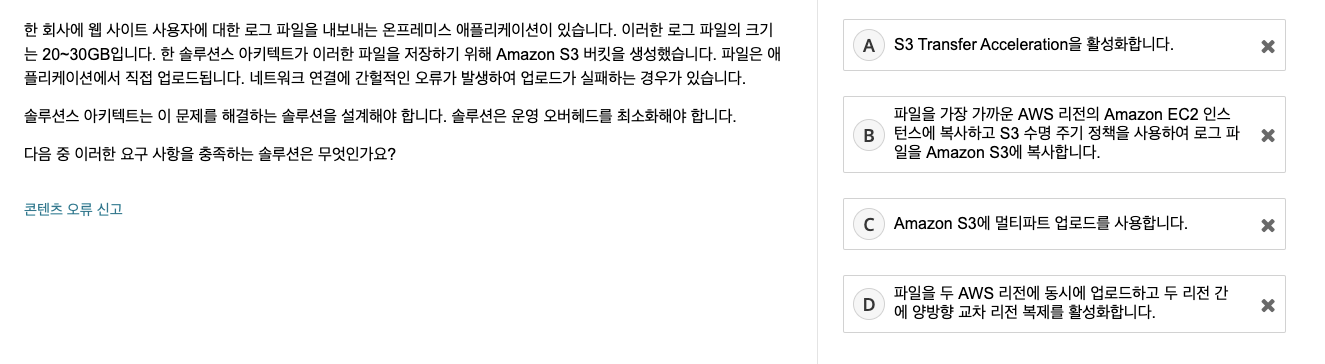 한 회사에 웹 사이트 사용자에 대한 로그 파일을 내보내는 온프레미스 애플리케이션이 있습니다. 이러한 로그 파일의 크기
는 20~30GB입니다. 한 솔루션스 아키텍트가 이러한 파일을 저장하기 위해 Amazon S3 버킷을 생성했습니다. 파일은 애
플리케이션에서 직접 업로드됩니다. 네트워크 연결에 간헐적인 오류가 발생하여 업로드가 실패하는 경우가 있습니다.
솔루션스 아키텍트는 이 문제를 해결하는 솔루션을 설계해야 합니다. 솔루션은 운영 오버헤드를 최소화해야 합니다.
다음 중 이러한 요구 사항을 충족하는 솔루션은 무엇인가요?
콘텐츠 오류 신고
A S3 Transfer Acceleration을 활성화합니다.
B 파일을 가장 가까운 AWS 리전의 Amazon EC2 인스
턴스에 복사하고 S3 수명 주기 정책을 사용하여 로그 파
일을 Amazon S3에 복사합니다.
C Amazon S3에 멀티파트 업로드를 사용합니다.
D 파일을 두 AWS 리전에 동시에 업로드하고 두 리전 간
에 양방향 교차 리전 복제를 활성화합니다.